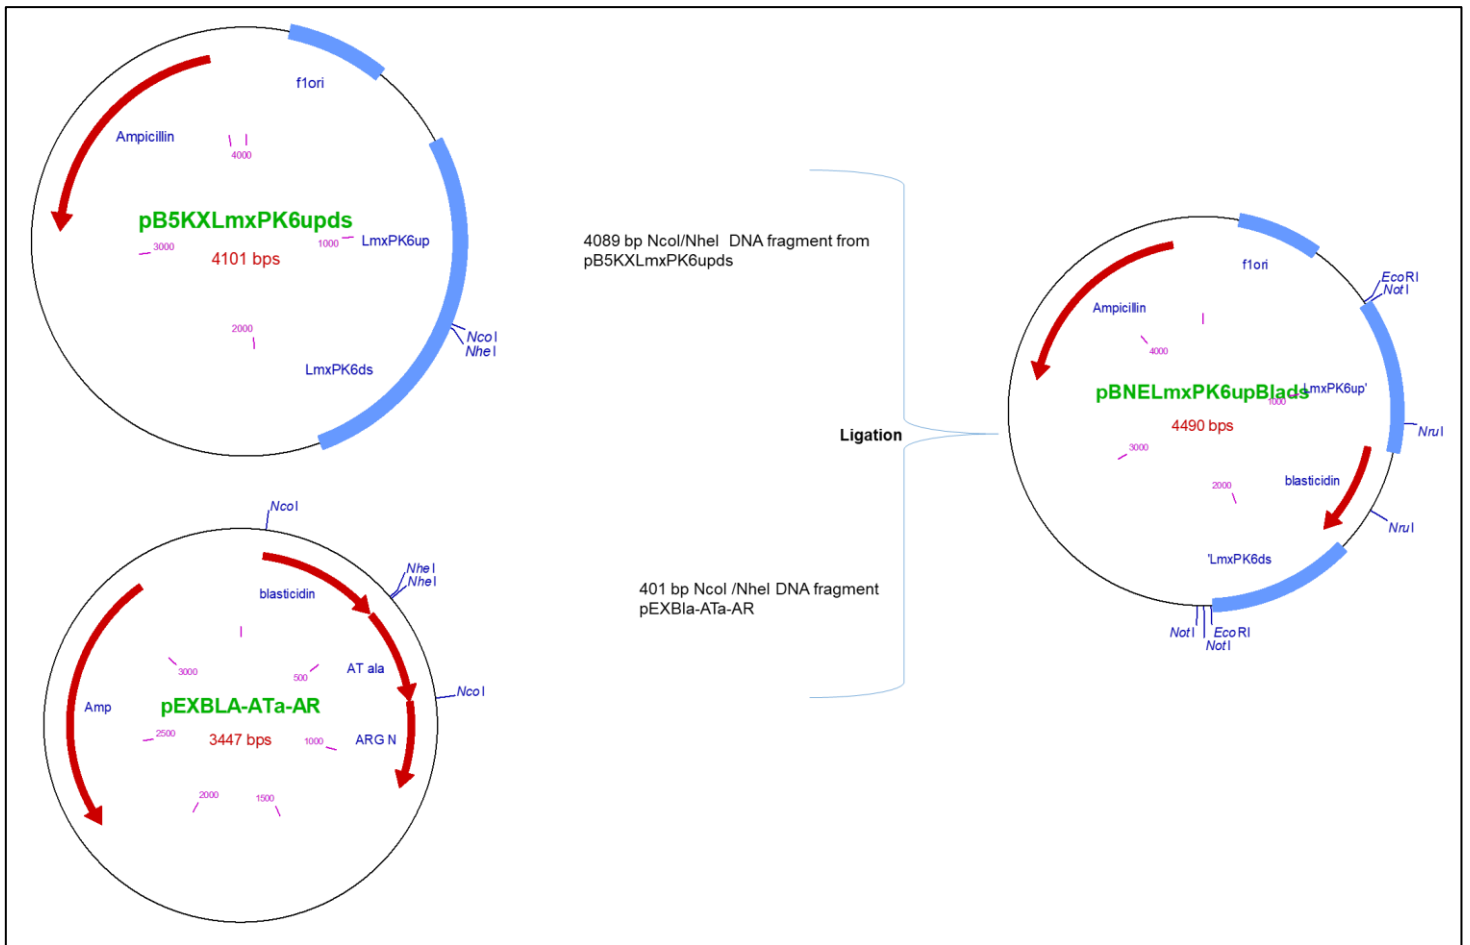 f1ori
Ampicillin
4000
pB5KXLmxPK6upds
3000
1000
LmxPK6up
4101 bps
2000
NcoI
NheI
LmxPK6ds
4089 bp NcoI/NheI DNA fragment from
pB5KXLmxPK6upds
Ligation
401 bp NcoI /NheI DNA fragment
pEXBla-ATa-AR
NcoI
NheI
NheI
blasticidin
3000
500
AT ala
NcoI
Amp
pEXBLA-ATa-AR
2500
3447 bps
1000
ARG N
2000
1500
f1ori
EcoRI
NotI
Ampicillin
4000
pBNELmxPK6upBlads
1000
LmxPK6up'
4490 bps
NruI
3000
2000
blasticidin
NruI
'LmxPK6ds
NotI
EcoRI
NotI